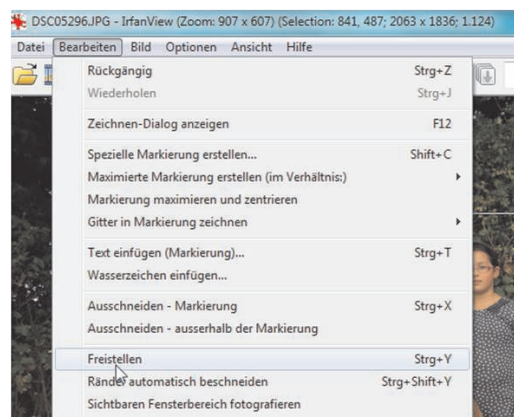 DSC05296.JPG - IrfanView (Zoom: 907 x 607) (Selection: 841, 487; 2063 x 1836; 1.124)
Datei Bearbeiten Bild Optionen Ansicht Hilfe
Rückgängig Strg+Z
Wiederholen Strg+J
Zeichnen-Dialog anzeigen F12
Spezielle Markierung erstellen... Shift+C
Maximierte Markierung erstellen (im Verhältnis:)
Markierung maximieren und zentrieren
Gitter in Markierung zeichnen
Text einfügen (Markierung)... Strg+T
Wasserzeichen einfügen...
Ausschneiden - Markierung Strg+X
Ausschneiden - ausserhalb der Markierung
Freistellen Strg+Y
Ränder automatisch beschneiden Strg+Shift+Y
Sichtbaren Fensterbereich fotografieren